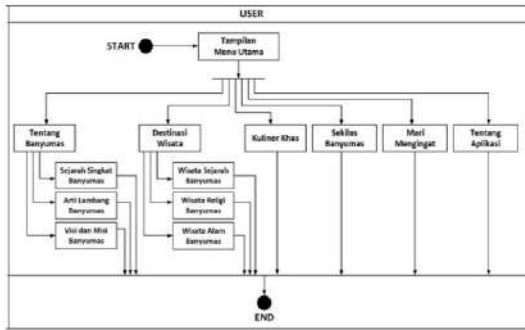 USER
START
Tampilan
Menu Utama
Tentang
Banyumas
Destinasi
Wisata
Kuliner Khas
Sekilas
Banyumas
Mari
Mengingat
Tentang
Aplikasi
Sejarah Singkat
Banyumas
Arti Lambang
Banyumas
Visi dan Misi
Banyumas
Wisata Sejarah
Banyumas
Wisata Religi
Banyumas
Wisata Alam
Banyumas
END